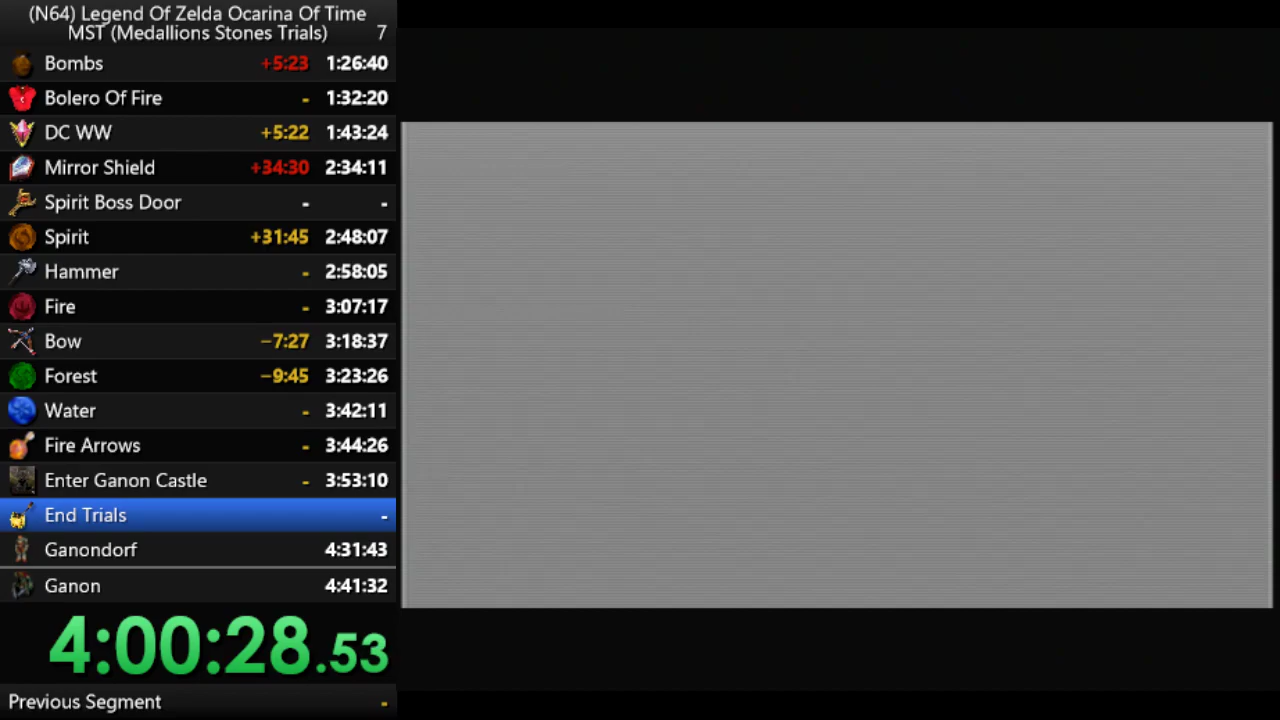 (N64) Legend Of Zelda Ocarina Of Time
MST (Medallions Stones Trials) 7
Bombs +5:23 1:26:40
Bolero Of Fire - 1:32:20
DC WW +5:22 1:43:24
Mirror Shield +34:30 2:34:11
Spirit Boss Door - -
Spirit +31:45 2:48:07
Hammer - 2:58:05
Fire - 3:07:17
Bow −7:27 3:18:37
Forest −9:45 3:23:26
Water - 3:42:11
Fire Arrows - 3:44:26
Enter Ganon Castle - 3:53:10
End Trials -
Ganondorf 4:31:43
Ganon 4:41:32
4:00:28.53
Previous Segment -